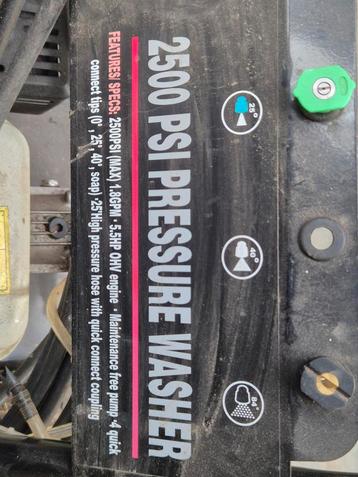 25°
40°
84°
2500 PSI PRESSURE WASHER
FEATURES/ SPECS: 2500PSI (MAX) 1.8GPM · 5.5HP OHV engine · Maintenance free pump · 4 quick
connect tips (0°, 25°, 40°, soap) · 25'High pressure hose with quick connect coupling